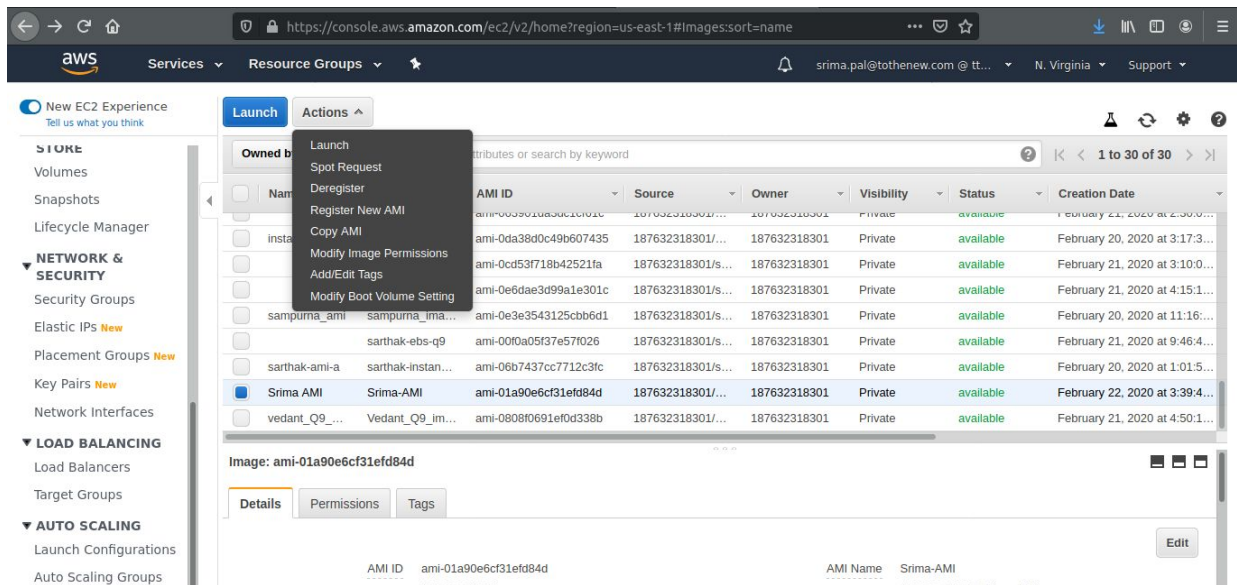 https://console.aws.amazon.com/ec2/v2/home?region=us-east-1#Images:sort=name
aws Services Resource Groups srima.pal@tothenew.com @ tt... N. Virginia Support
New EC2 Experience
Tell us what you think
STORE
Volumes
Snapshots
Lifecycle Manager
NETWORK &
SECURITY
Security Groups
Elastic IPs New
Placement Groups New
Key Pairs New
Network Interfaces
LOAD BALANCING
Load Balancers
Target Groups
AUTO SCALING
Launch Configurations
Auto Scaling Groups
Launch Actions
Launch
Spot Request
Deregister
Register New AMI
Copy AMI
Modify Image Permissions
Add/Edit Tags
Modify Boot Volume Setting
Owned b ttributes or search by keyword 1 to 30 of 30
Nam AMI ID Source Owner Visibility Status Creation Date
187632318301/... 187632318301 Private available
insta ami-0da38d0c49b607435 187632318301/... 187632318301 Private available February 20, 2020 at 3:17:3...
ami-0cd53f718b42521fa 187632318301/s... 187632318301 Private available February 21, 2020 at 3:10:0...
ami-0e6dae3d99a1e301c 187632318301/s... 187632318301 Private available February 21, 2020 at 4:15:1...
sampurna_ami sampurna_ima... ami-0e3e3543125cbb6d1 187632318301/s... 187632318301 Private available February 20, 2020 at 11:16:...
sarthak-ebs-q9 ami-00f0a05f37e57f026 187632318301/s... 187632318301 Private available February 21, 2020 at 9:46:4...
sarthak-ami-a sarthak-instan... ami-06b7437cc7712c3fc 187632318301/s... 187632318301 Private available February 20, 2020 at 1:01:5...
Srima AMI Srima-AMI ami-01a90e6cf31efd84d 187632318301/... 187632318301 Private available February 22, 2020 at 3:39:4...
vedant_Q9_... Vedant_Q9_im... ami-0808f0691ef0d338b 187632318301/... 187632318301 Private available February 21, 2020 at 4:50:1...
Image: ami-01a90e6cf31efd84d
Details Permissions Tags
Edit
AMI ID ami-01a90e6cf31efd84d AMI Name Srima-AMI